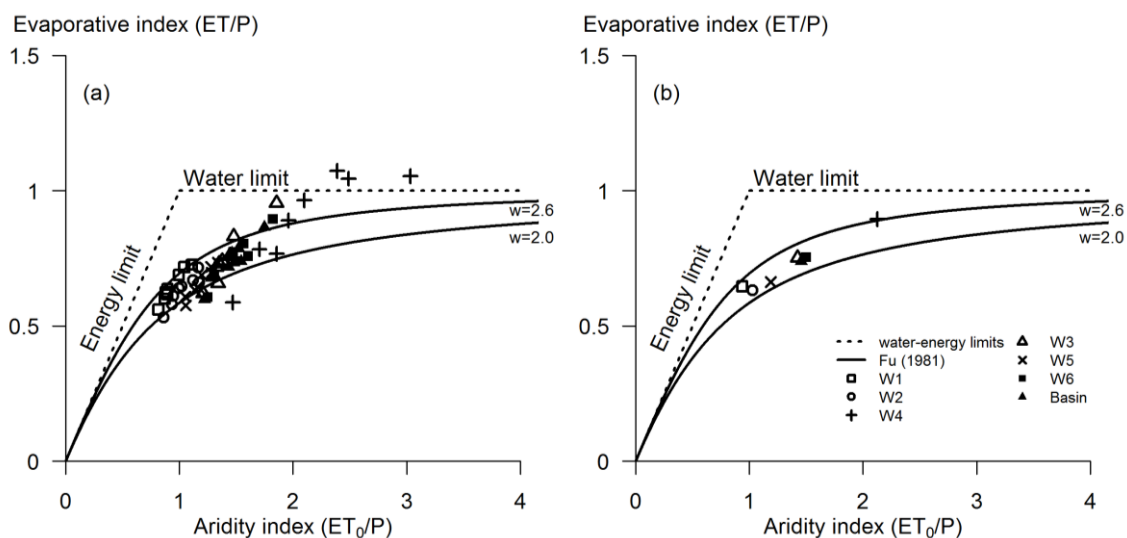 Evaporative index (ET/P)
1.5
(a)
Water limit
1
w=2.6
w=2.0
Energy limit
0.5
0
0
1
2
3
4
Aridity index (ET₀/P)
Evaporative index (ET/P)
1.5
(b)
Water limit
1
w=2.6
w=2.0
Energy limit
0.5
water-energy limits
Fu (1981)
W1
W2
W4
W3
W5
W6
Basin
0
0
1
2
3
4
Aridity index (ET₀/P)